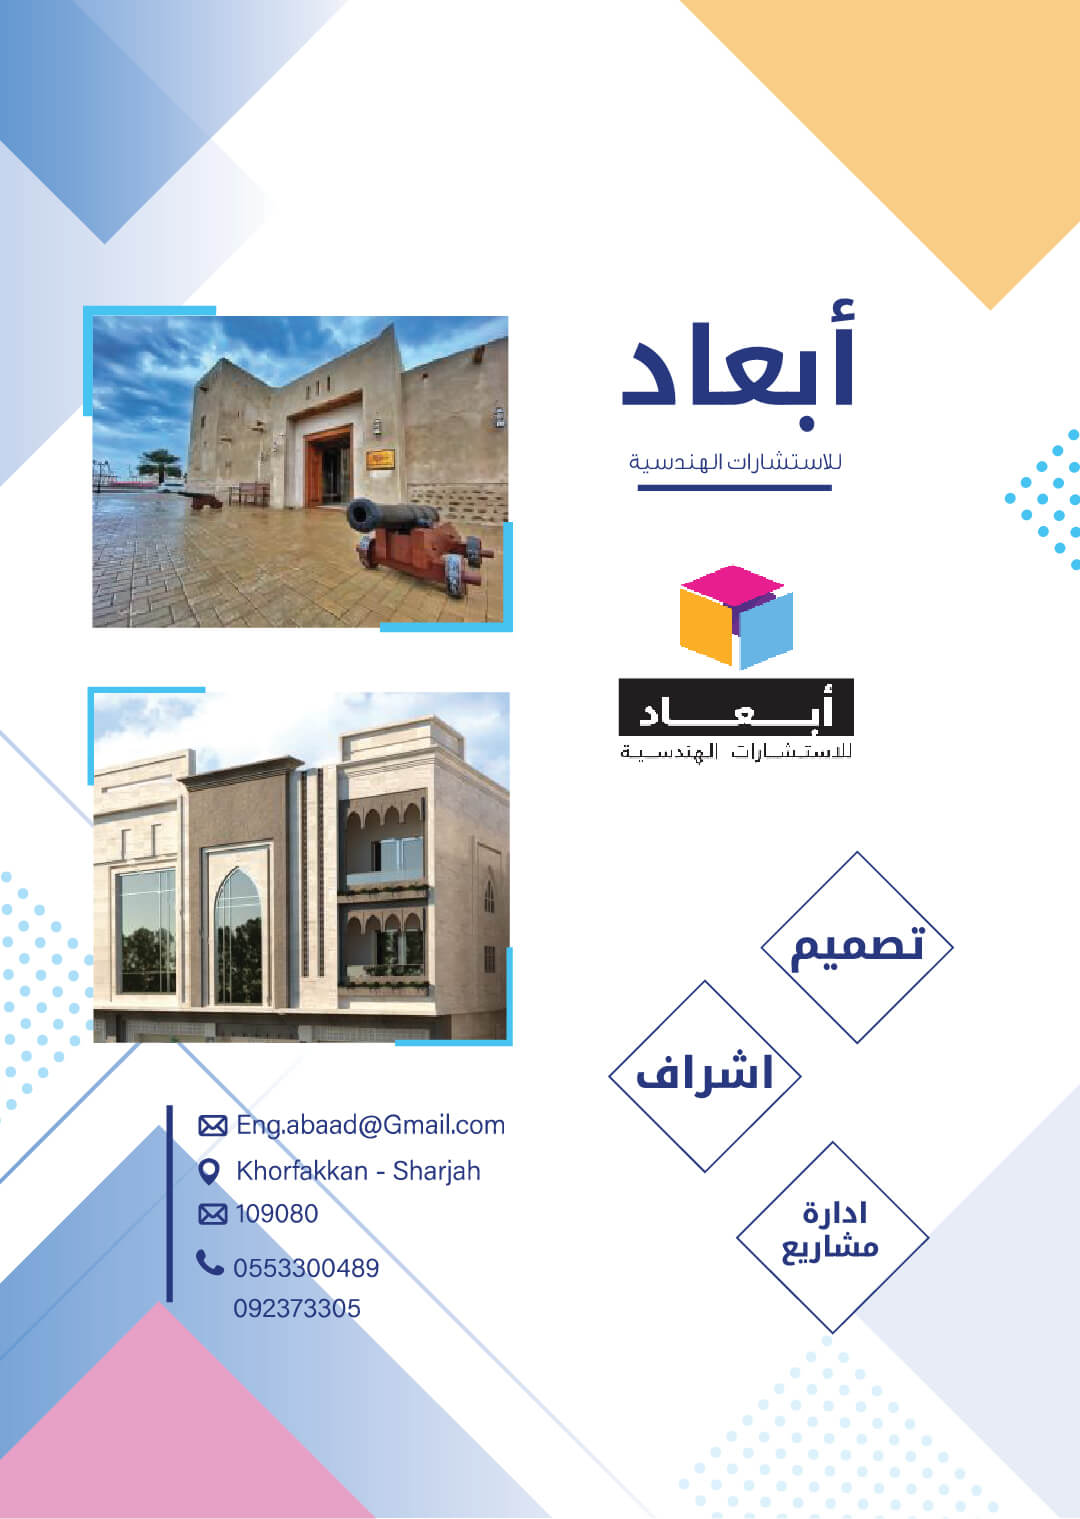 أبعاد
للاستشارات الهندسية
أبعاد
للاستشارات الهندسية
تصميم
اشراف
ادارة
مشاريع
Eng.abaad@Gmail.com
Khorfakkan - Sharjah
109080
0553300489
092373305